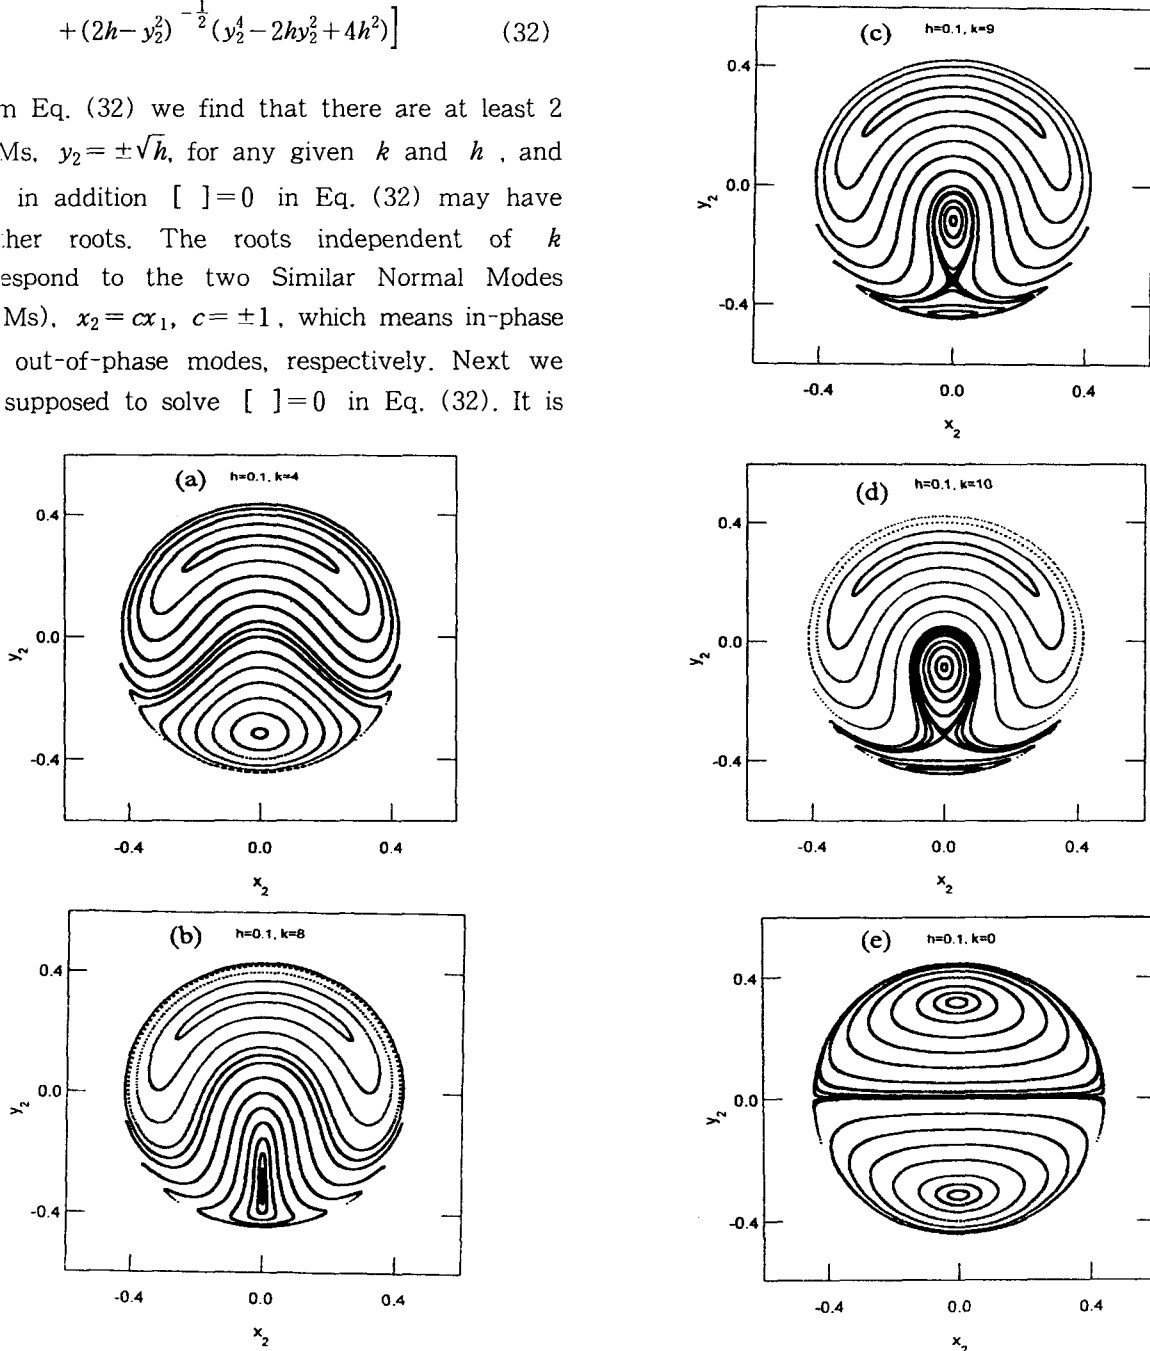 +(2h−y₂²)^{−1/2}(y₂⁴−2hy₂²+4h²)] (32)
Eq. (32) we find that there are at least 2
y₂=±√h, for any given k and h , and
in addition [ ]=0 in Eq. (32) may have
roots. The roots independent of k
to the two Similar Normal Modes
x₂=cx₁, c=±1, which means in-phase
out-of-phase modes, respectively. Next we
supposed to solve [ ]=0 in Eq. (32). It is
(a) h=0.1, k=4
0.4
0.0
-0.4
y₂
-0.4 0.0 0.4
x₂
(b) h=0.1, k=8
0.4
0.0
-0.4
y₂
-0.4 0.0 0.4
x₂
(c) h=0.1, k=9
0.4
0.0
-0.4
y₂
-0.4 0.0 0.4
x₂
(d) h=0.1, k=10
0.4
0.0
-0.4
y₂
-0.4 0.0 0.4
x₂
(e) h=0.1, k=0
0.4
0.0
-0.4
y₂
-0.4 0.0 0.4
x₂